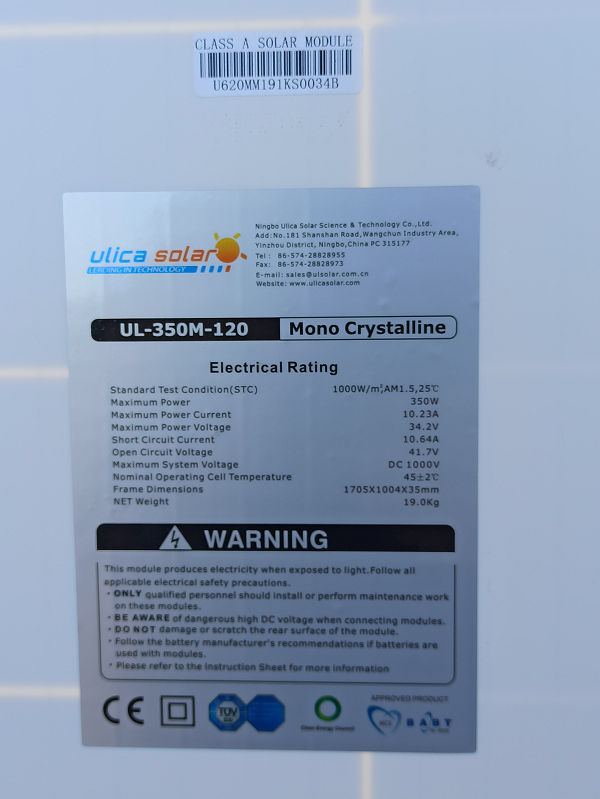 CLASS A SOLAR MODULE
U620MM191KS0034B
ulica solar
LEADING IN TECHNOLOGY
Ningbo Ulica Solar Science & Technology Co.,Ltd.
Add:No.181 Shanshan Road,Wangchun Industry Area,
Yinzhou District, Ningbo,China PC 315177
Tel: 86-574-28828955
Fax: 86-574-28828973
E-mail: sales@ulsolar.com.cn
Website: www.ulicasolar.com
UL-350M-120 Mono Crystalline
Electrical Rating
Standard Test Condition(STC) 1000W/m²,AM1.5,25℃
Maximum Power 350W
Maximum Power Current 10.23A
Maximum Power Voltage 34.2V
Short Circuit Current 10.64A
Open Circuit Voltage 41.7V
Maximum System Voltage DC 1000V
Nominal Operating Cell Temperature 45±2℃
Frame Dimensions 1705X1004X35mm
NET Weight 19.0Kg
WARNING
This module produces electricity when exposed to light.Follow all
applicable electrical safety precautions.
· ONLY qualified personnel should install or perform maintenance work
on these modules.
· BE AWARE of dangerous high DC voltage when connecting modules.
· DO NOT damage or scratch the rear surface of the module.
· Follow the battery manufacturer's recommendations if batteries are
used with modules.
· Please refer to the Instruction Sheet for more information
CE
TÜV
Clean Energy Council
APPROVED PRODUCT
MCS
BABT